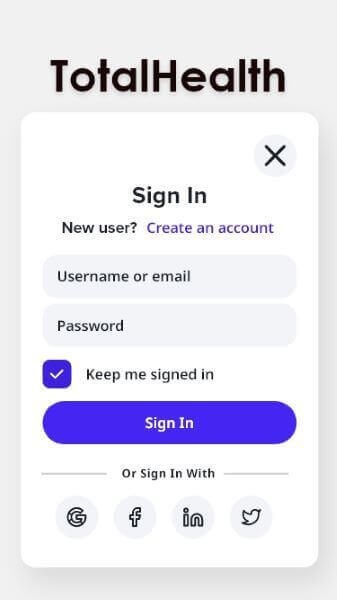 TotalHealth
Sign In
New user? Create an account
Username or email
Password
Keep me signed in
Sign In
Or Sign In With